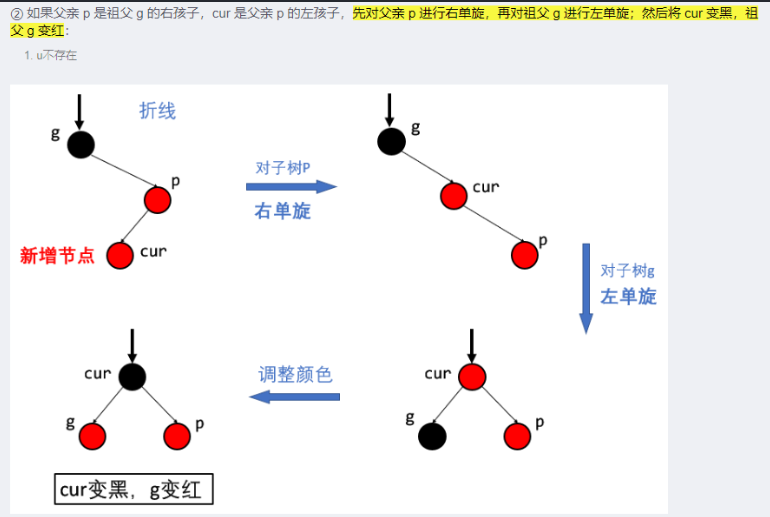 ② 如果父亲 p 是祖父 g 的右孩子，cur 是父亲 p 的左孩子，先对父亲 p 进行右单旋，再对祖父 g 进行左单旋；然后将 cur 变黑，祖
父 g 变红：
1. u不存在
折线
g
p
新增节点
cur
对子树P
右单旋
g
cur
p
对子树g
左单旋
cur
g
p
调整颜色
cur
g
p
cur变黑，g变红